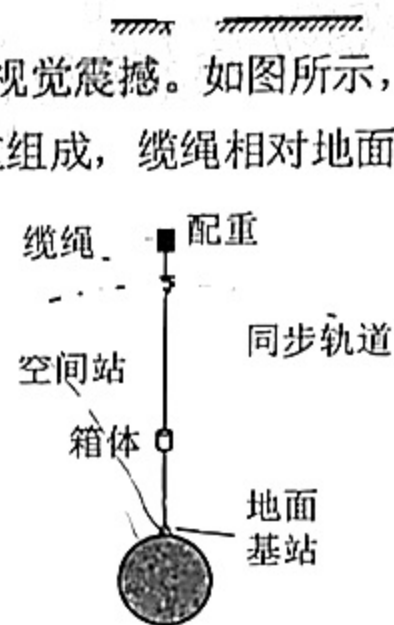 视觉震撼。如图所示，
组成，缆绳相对地面
缆绳
配重
同步轨道
空间站
箱体
地面
基站